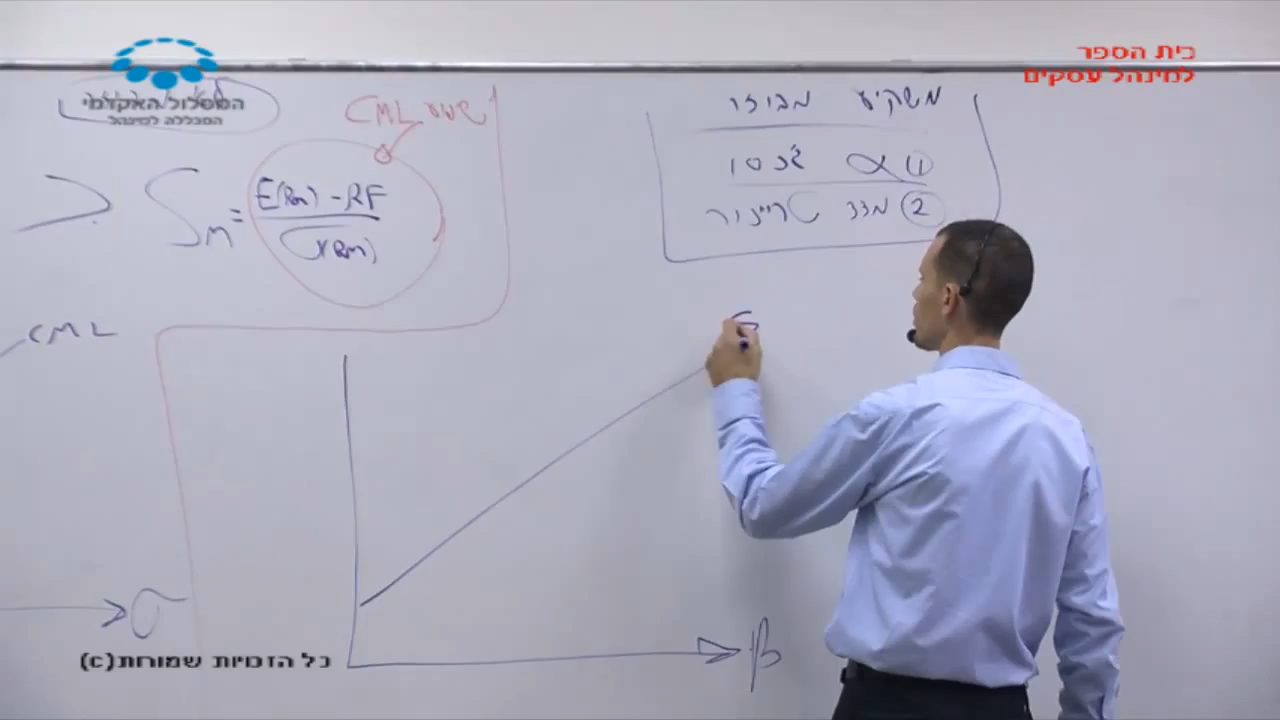 בית הספר
למינהל עסקים
המסלול האקדמי
המכללה למינהל
משקיע מבוזר
① α ג'נסן
② מדד טריינור
שיפוע CML
S_M = E(Rm) - RF / σ(Rm)
CML
σ
β
כל הזכויות שמורות(c)